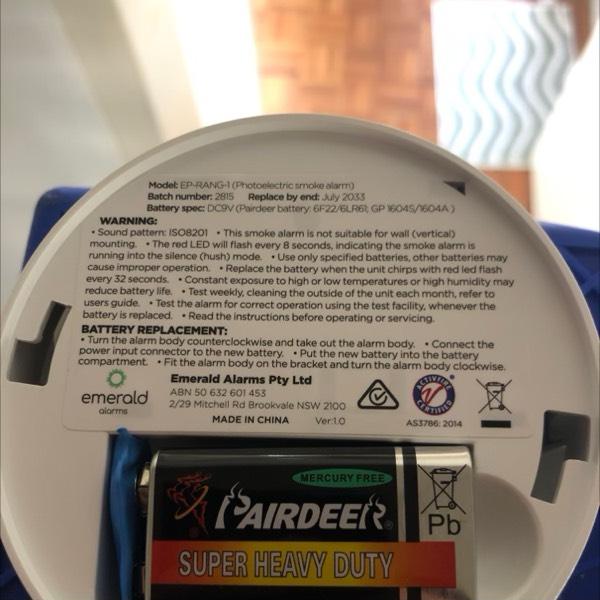 Model: EP-RANG-1 (Photoelectric smoke alarm)
Batch number: 2815 Replace by end: July 2033
Battery spec: DC9V (Pairdeer battery: 6F22/6LR61; GP 1604S/1604A )
WARNING:
• Sound pattern: ISO8201 • This smoke alarm is not suitable for wall (vertical)
mounting. • The red LED will flash every 8 seconds, indicating the smoke alarm is
running into the silence (hush) mode. • Use only specified batteries, other batteries may
cause improper operation. • Replace the battery when the unit chirps with red led flash
every 32 seconds. • Constant exposure to high or low temperatures or high humidity may
reduce battery life. • Test weekly, cleaning the outside of the unit each month, refer to
users guide. • Test the alarm for correct operation using the test facility, whenever the
battery is replaced. • Read the instructions before operating or servicing.
BATTERY REPLACEMENT:
• Turn the alarm body counterclockwise and take out the alarm body. • Connect the
power input connector to the new battery. • Put the new battery into the battery
compartment. • Fit the alarm body on the bracket and turn the alarm body clockwise.
emerald
alarms
Emerald Alarms Pty Ltd
ABN 50 632 601 453
2/29 Mitchell Rd Brookvale NSW 2100
MADE IN CHINA Ver:1.0
ACTIVFIRE
CERTIFIED
AS3786: 2014
MERCURY FREE
PAIRDEER®
SUPER HEAVY DUTY
Pb